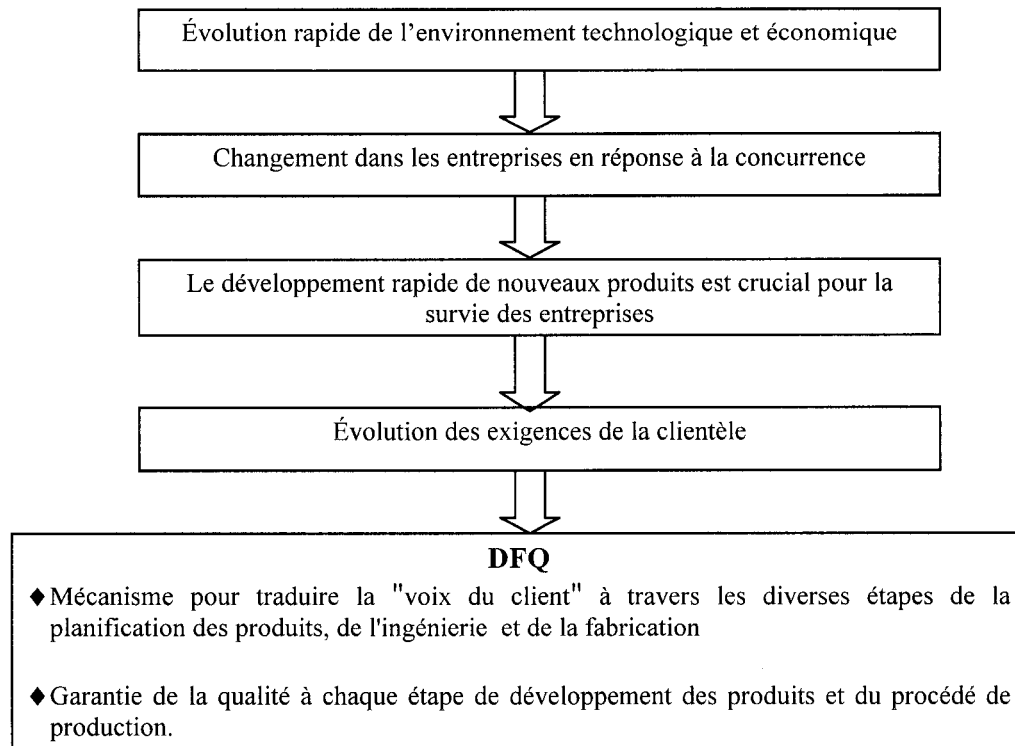 Évolution rapide de l'environnement technologique et économique
Changement dans les entreprises en réponse à la concurrence
Le développement rapide de nouveaux produits est crucial pour la
survie des entreprises
Évolution des exigences de la clientèle
DFQ
♦ Mécanisme pour traduire la "voix du client" à travers les diverses étapes de la
planification des produits, de l'ingénierie et de la fabrication
♦ Garantie de la qualité à chaque étape de développement des produits et du procédé de
production.